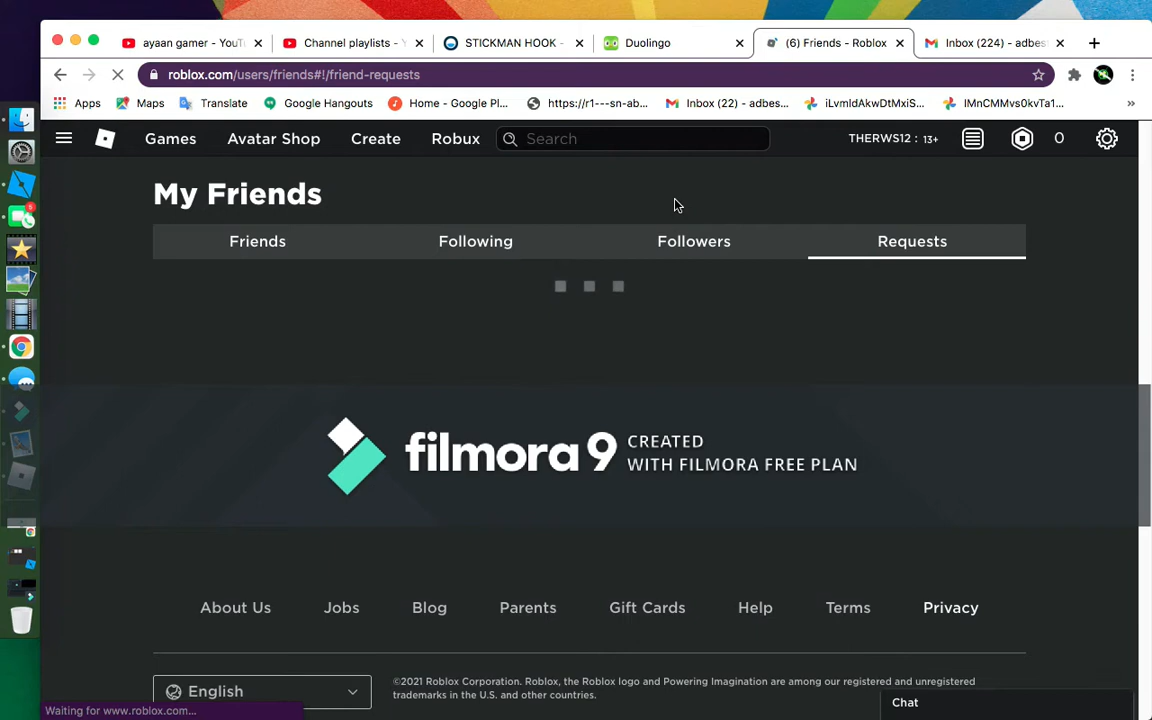 ayaan gamer - YouTu
Channel playlists - Y
STICKMAN HOOK -
Duolingo
(6) Friends - Roblox
Inbox (224) - adbes
roblox.com/users/friends#!/friend-requests
Apps
Maps
Translate
Google Hangouts
Home - Google Pl...
https://r1---sn-ab...
Inbox (22) - adbes...
iLvmldAkwDtMxiS...
IMnCMMvs0kvTa1...
»
Games
Avatar Shop
Create
Robux
Search
THERWS12 : 13+
0
My Friends
Friends
Following
Followers
Requests
filmora 9
CREATED
WITH FILMORA FREE PLAN
About Us
Jobs
Blog
Parents
Gift Cards
Help
Terms
Privacy
English
©2021 Roblox Corporation. Roblox, the Roblox logo and Powering Imagination are among our registered and unregistered
trademarks in the U.S. and other countries.
Chat
Waiting for www.roblox.com...